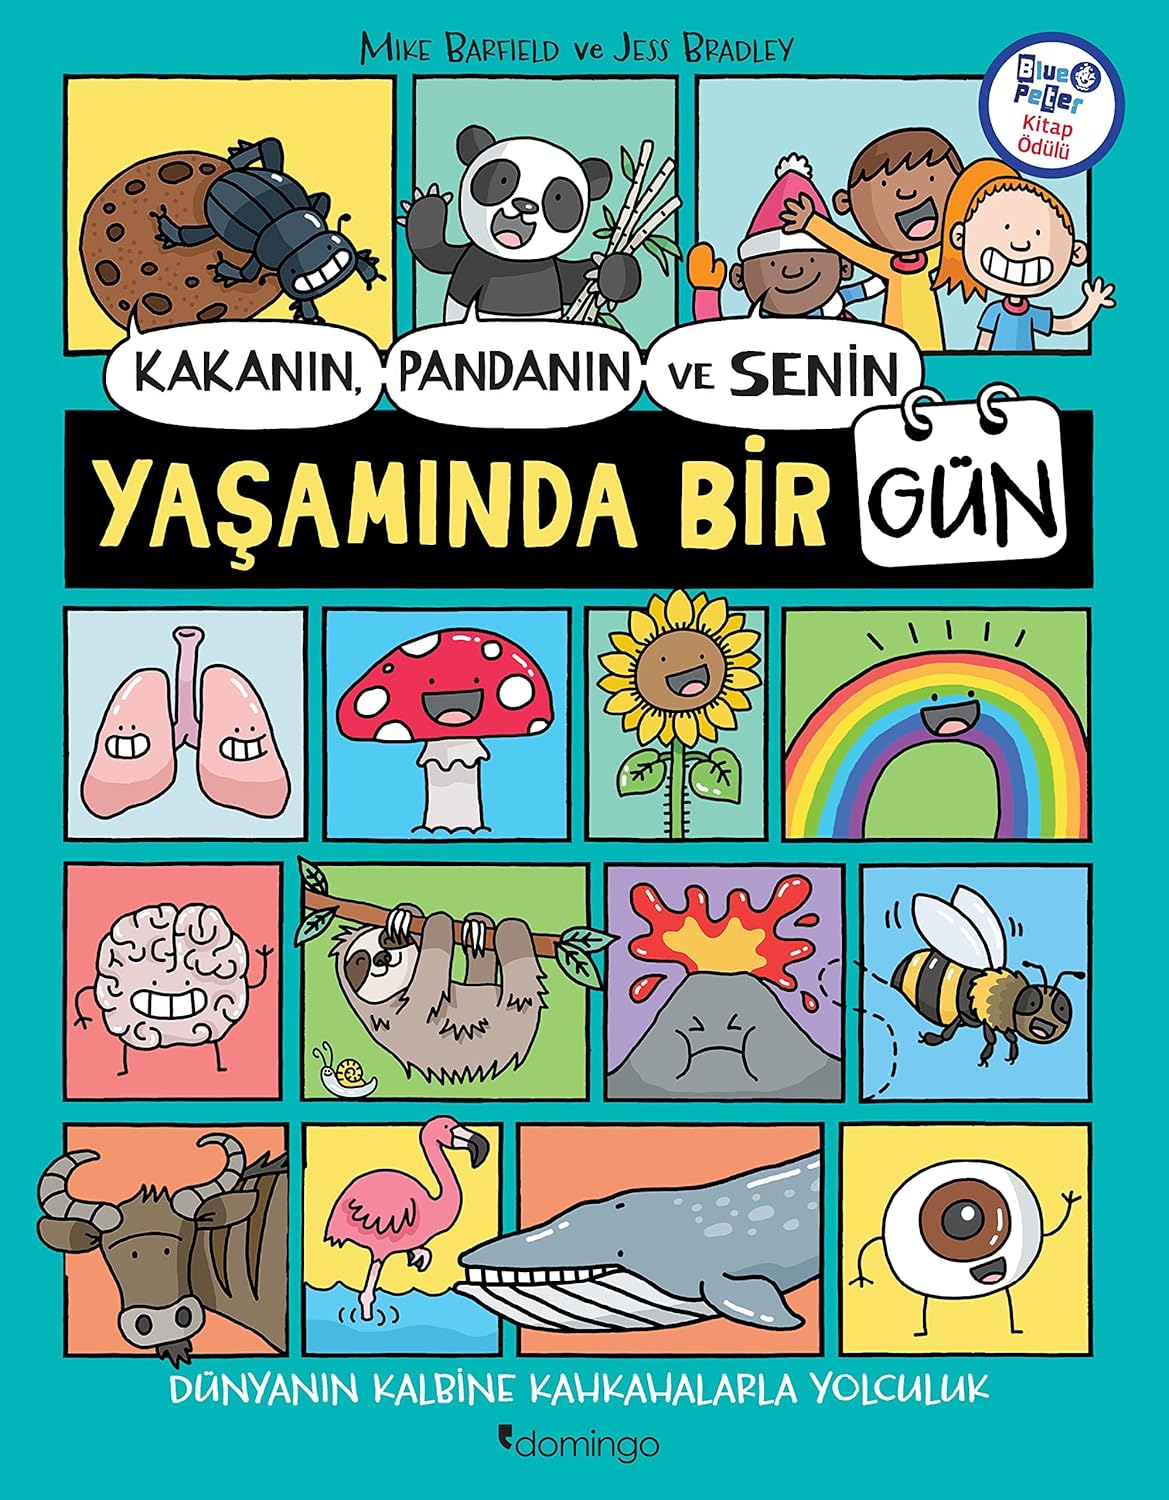 MIKE BARFIELD VE JESS BRADLEY
Blue
Peter
Kitap
Ödülü
KAKANIN, PANDANIN VE SENİN
YAŞAMINDA BİR GÜN
DÜNYANIN KALBİNE KAHKAHALARLA YOLCULUK
domingo